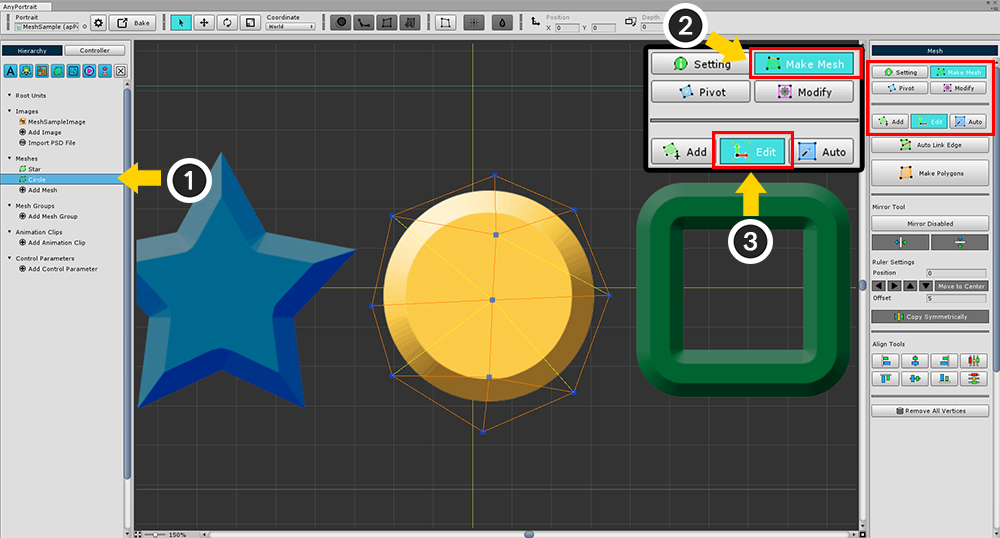 AnyPortrait
Portrait
MeshSample (apPo
Bake
Coordinate
World
Position
X 0 Y 0
Depth
0
Hierarchy
Controller
Root Units
Images
MeshSampleImage
Add Image
Import PSD File
Meshes
Star
Circle
Add Mesh
Mesh Groups
Add Mesh Group
Animation Clips
Add Animation Clip
Control Parameters
Add Control Parameter
1
2
Setting
Make Mesh
Pivot
Modify
Add
Edit
Auto
3
150%
Mesh
Setting
Make Mesh
Pivot
Modify
Add
Edit
Auto
Auto Link Edge
Make Polygons
Mirror Tool
Mirror Disabled
Ruler Settings
Position 0
Move to Center
Offset 5
Copy Symmetrically
Align Tools
Remove All Vertices